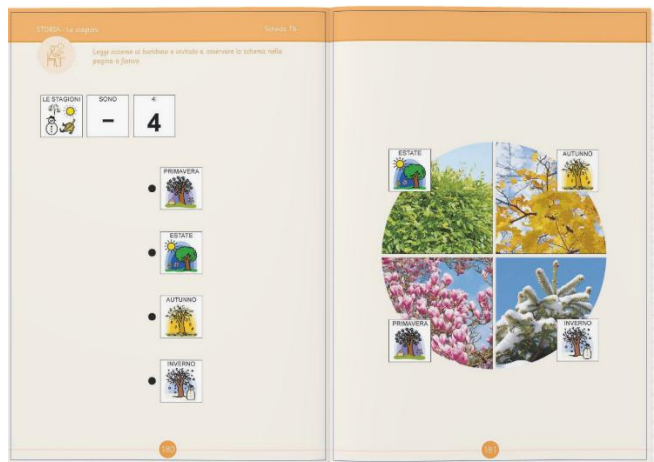 STORIA - Le stagioni
Scheda 76
Leggi insieme al bambino e invitalo a osservare lo schema nella
pagina a fianco
LE STAGIONI
SONO
4
4
PRIMAVERA
ESTATE
AUTUNNO
INVERNO
180
ESTATE
AUTUNNO
PRIMAVERA
INVERNO
181